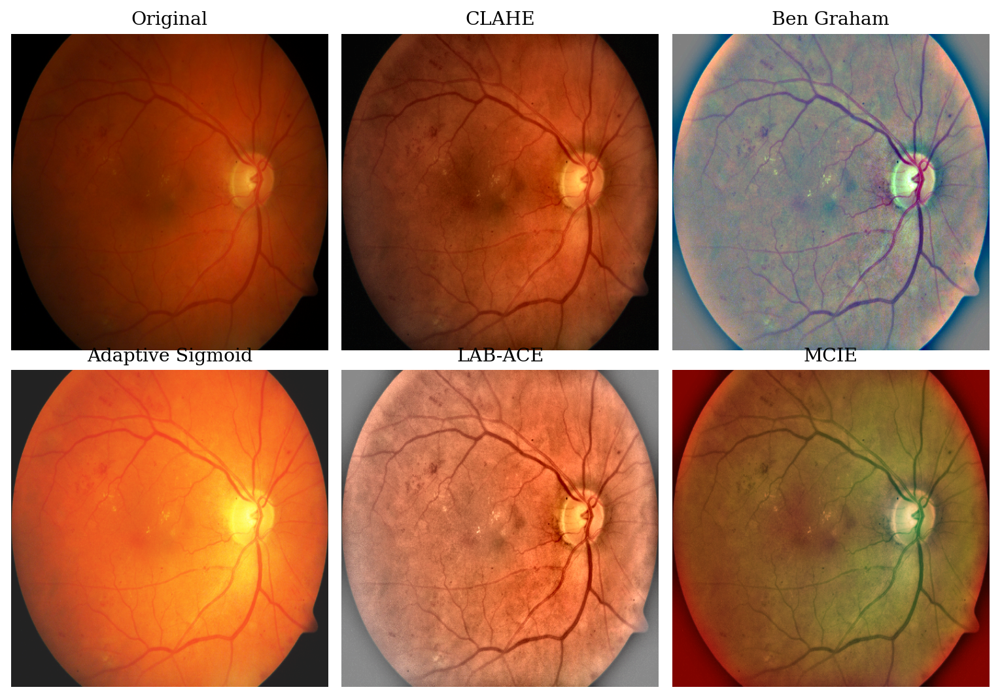 Original
CLAHE
Ben Graham
Adaptive Sigmoid
LAB-ACE
MCIE